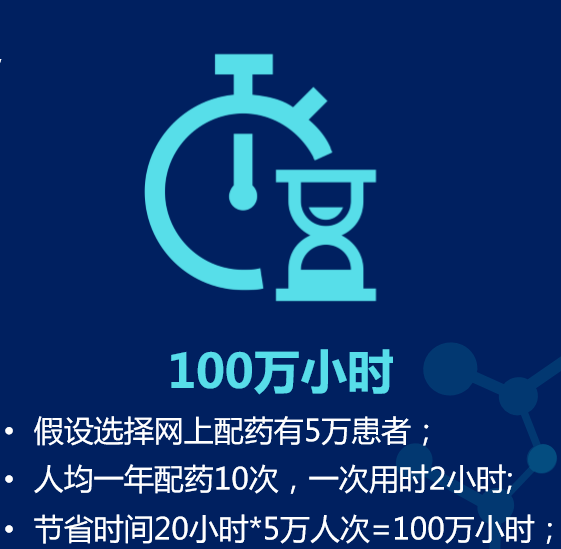 100万小时
• 假设选择网上配药有5万患者；
• 人均一年配药10次，一次用时2小时;
• 节省时间20小时*5万人次=100万小时；